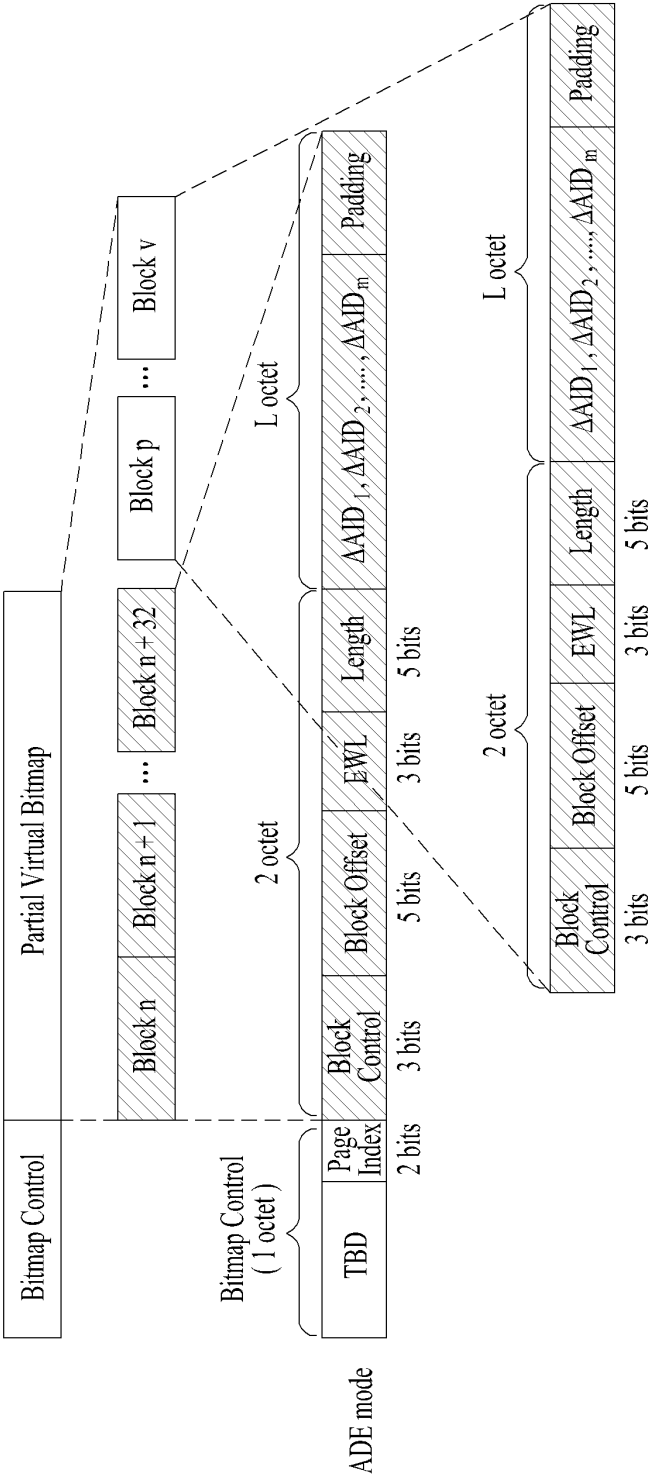 Bitmap Control
Partial Virtual Bitmap
Block n
Block n + 1
...
Block n + 32
Block p
...
Block v
Bitmap Control
( 1 octet )
2 octet
L octet
ADE mode
TBD
Page
Index
Block
Control
Block Offset
EWL
Length
ΔAID1, ΔAID2, ...., ΔAIDm
Padding
2 bits
3 bits
5 bits
3 bits
5 bits
2 octet
L octet
Block
Control
Block Offset
EWL
Length
ΔAID1, ΔAID2, ...., ΔAIDm
Padding
3 bits
5 bits
3 bits
5 bits